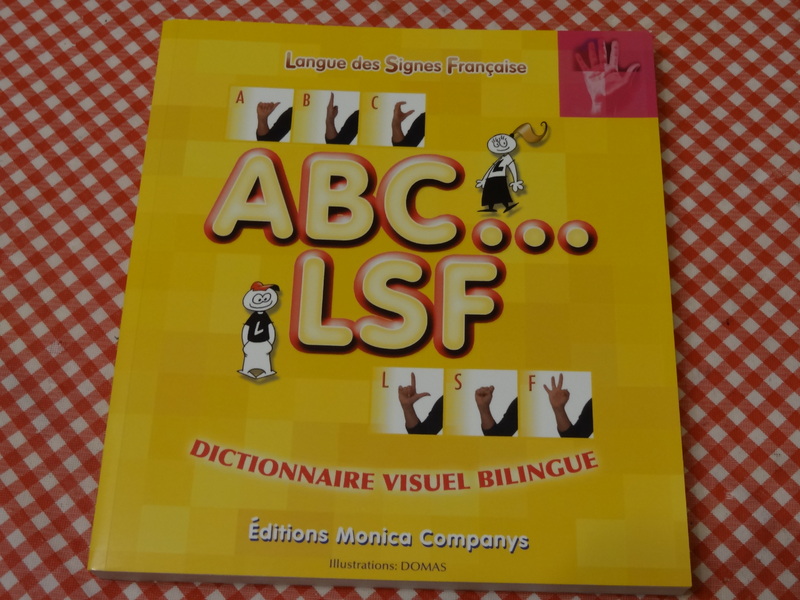 Langue des Signes Française
A B C
ABC...
L
LSF
L
L S F
DICTIONNAIRE VISUEL BILINGUE
Éditions Monica Companys
Illustrations: DOMAS